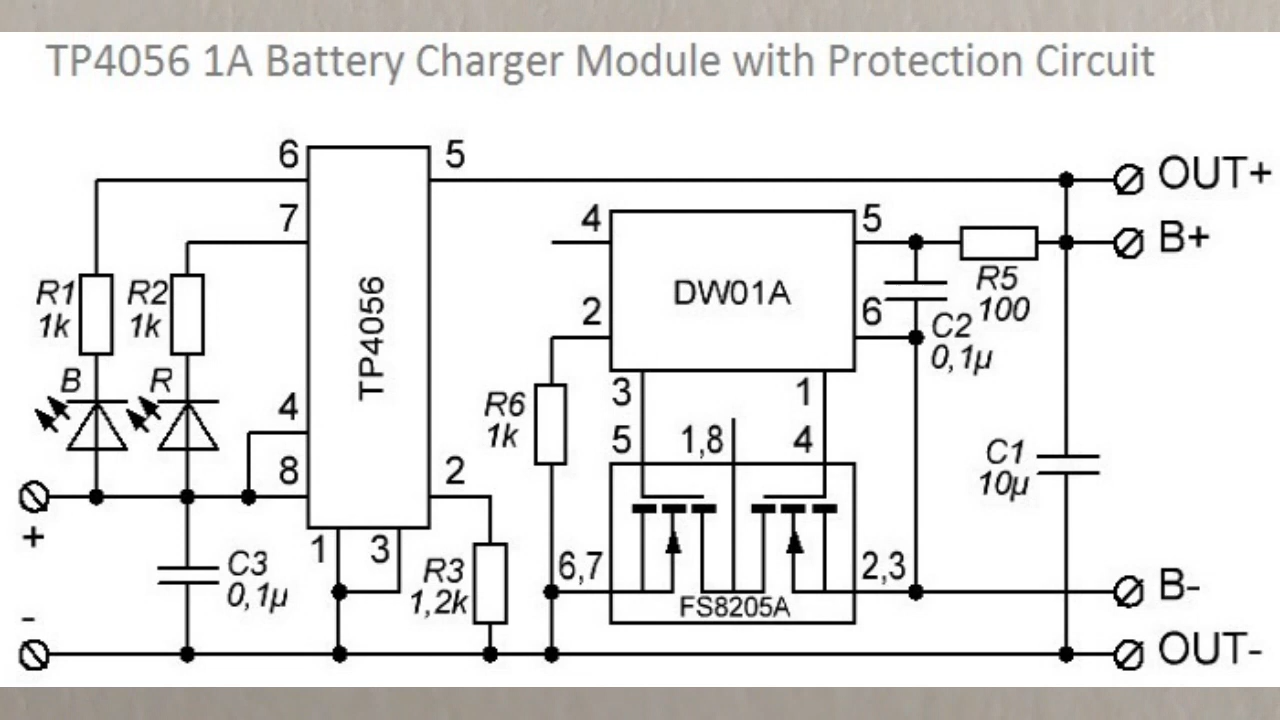 TP4056 1A Battery Charger Module with Protection Circuit
6
5
OUT+
7
4
5
B+
R1
1k
R2
1k
TP4056
DW01A
R5
100
2
6
C2
0,1µ
B
R
4
R6
1k
3
1
5
1,8
4
8
2
C1
10µ
+
1
3
C3
0,1µ
R3
1,2k
6,7
2,3
FS8205A
B-
-
OUT-